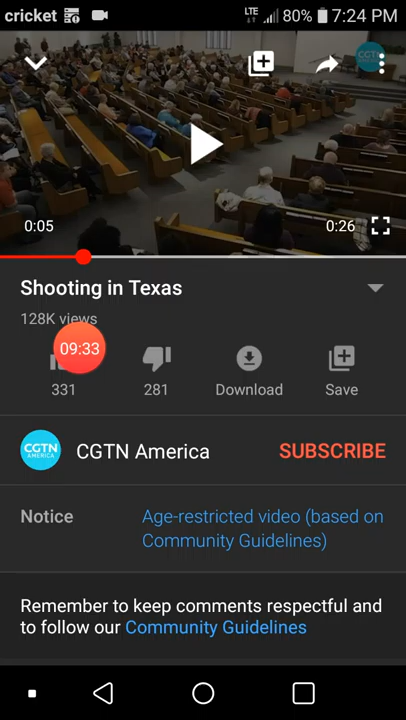 cricket LTE 80% 7:24 PM
CGTN
AMERICA
0:05 0:26
Shooting in Texas
128K views
09:33
331 281 Download Save
CGTN
AMERICA
CGTN America SUBSCRIBE
Notice Age-restricted video (based on
Community Guidelines)
Remember to keep comments respectful and
to follow our Community Guidelines